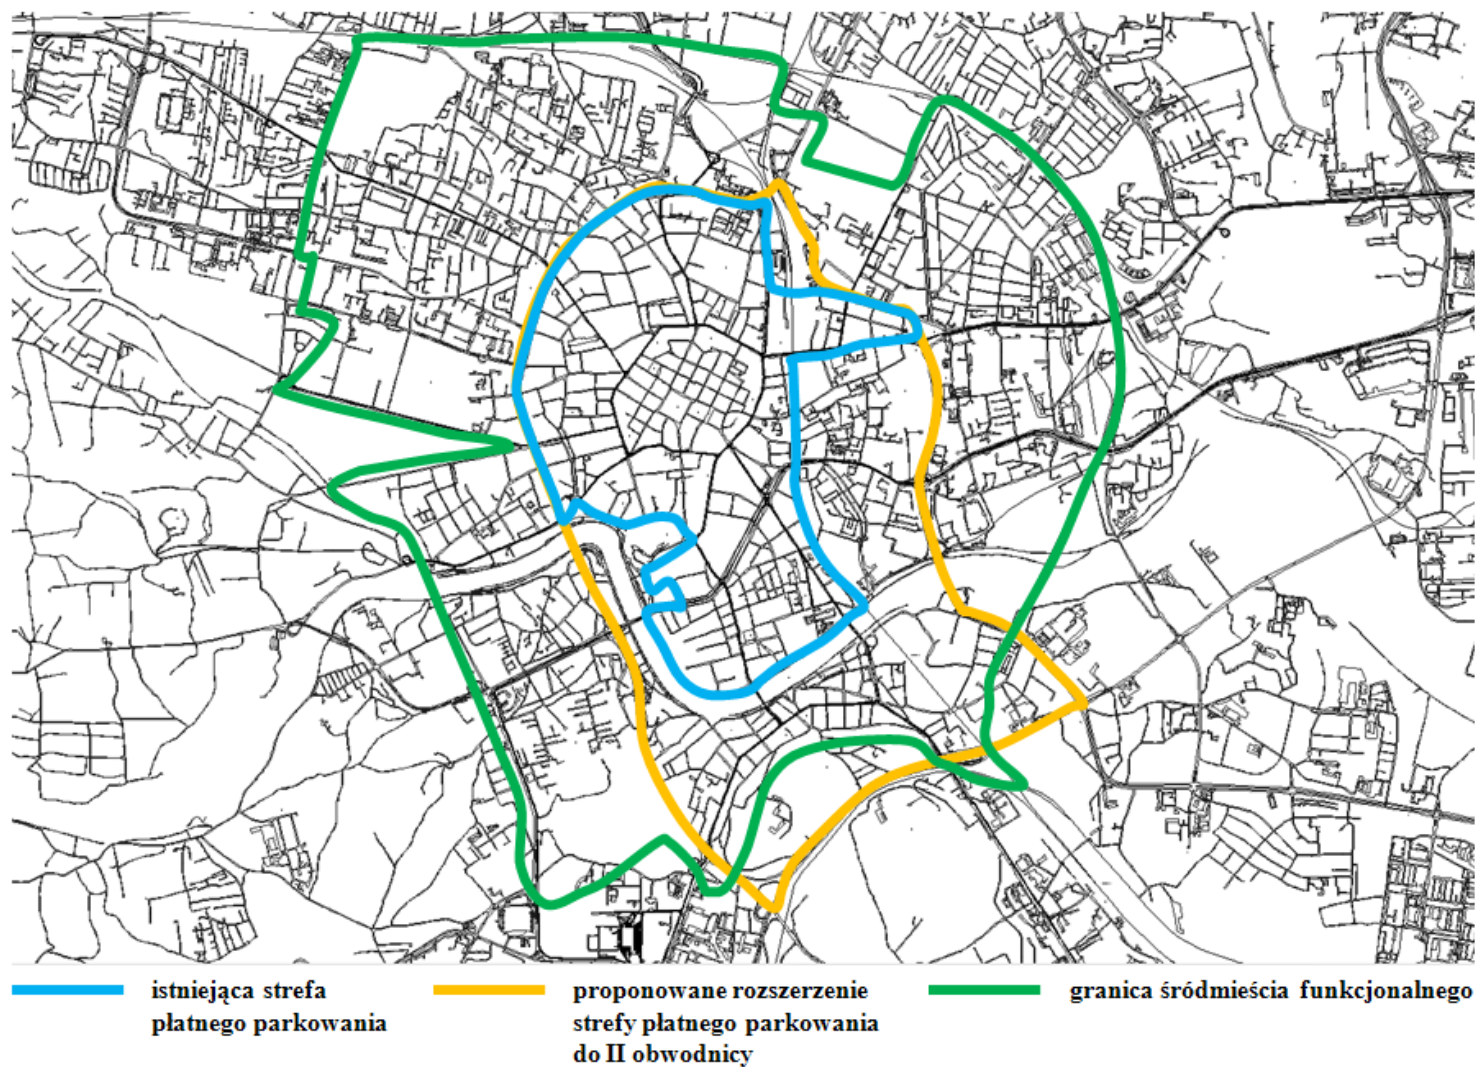 istniejąca strefa
płatnego parkowania
proponowane rozszerzenie
strefy płatnego parkowania
do II obwodnicy
granica śródmieścia funkcjonalnego